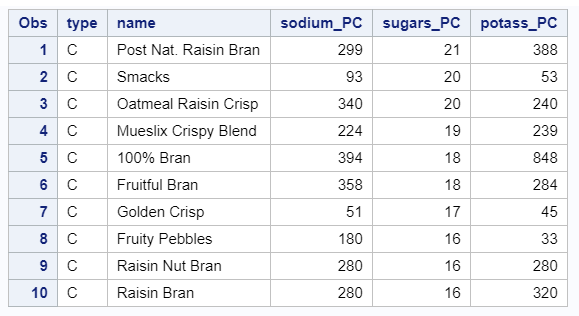 Obs type name sodium_PC sugars_PC potass_PC
1 C Post Nat. Raisin Bran 299 21 388
2 C Smacks 93 20 53
3 C Oatmeal Raisin Crisp 340 20 240
4 C Mueslix Crispy Blend 224 19 239
5 C 100% Bran 394 18 848
6 C Fruitful Bran 358 18 284
7 C Golden Crisp 51 17 45
8 C Fruity Pebbles 180 16 33
9 C Raisin Nut Bran 280 16 280
10 C Raisin Bran 280 16 320